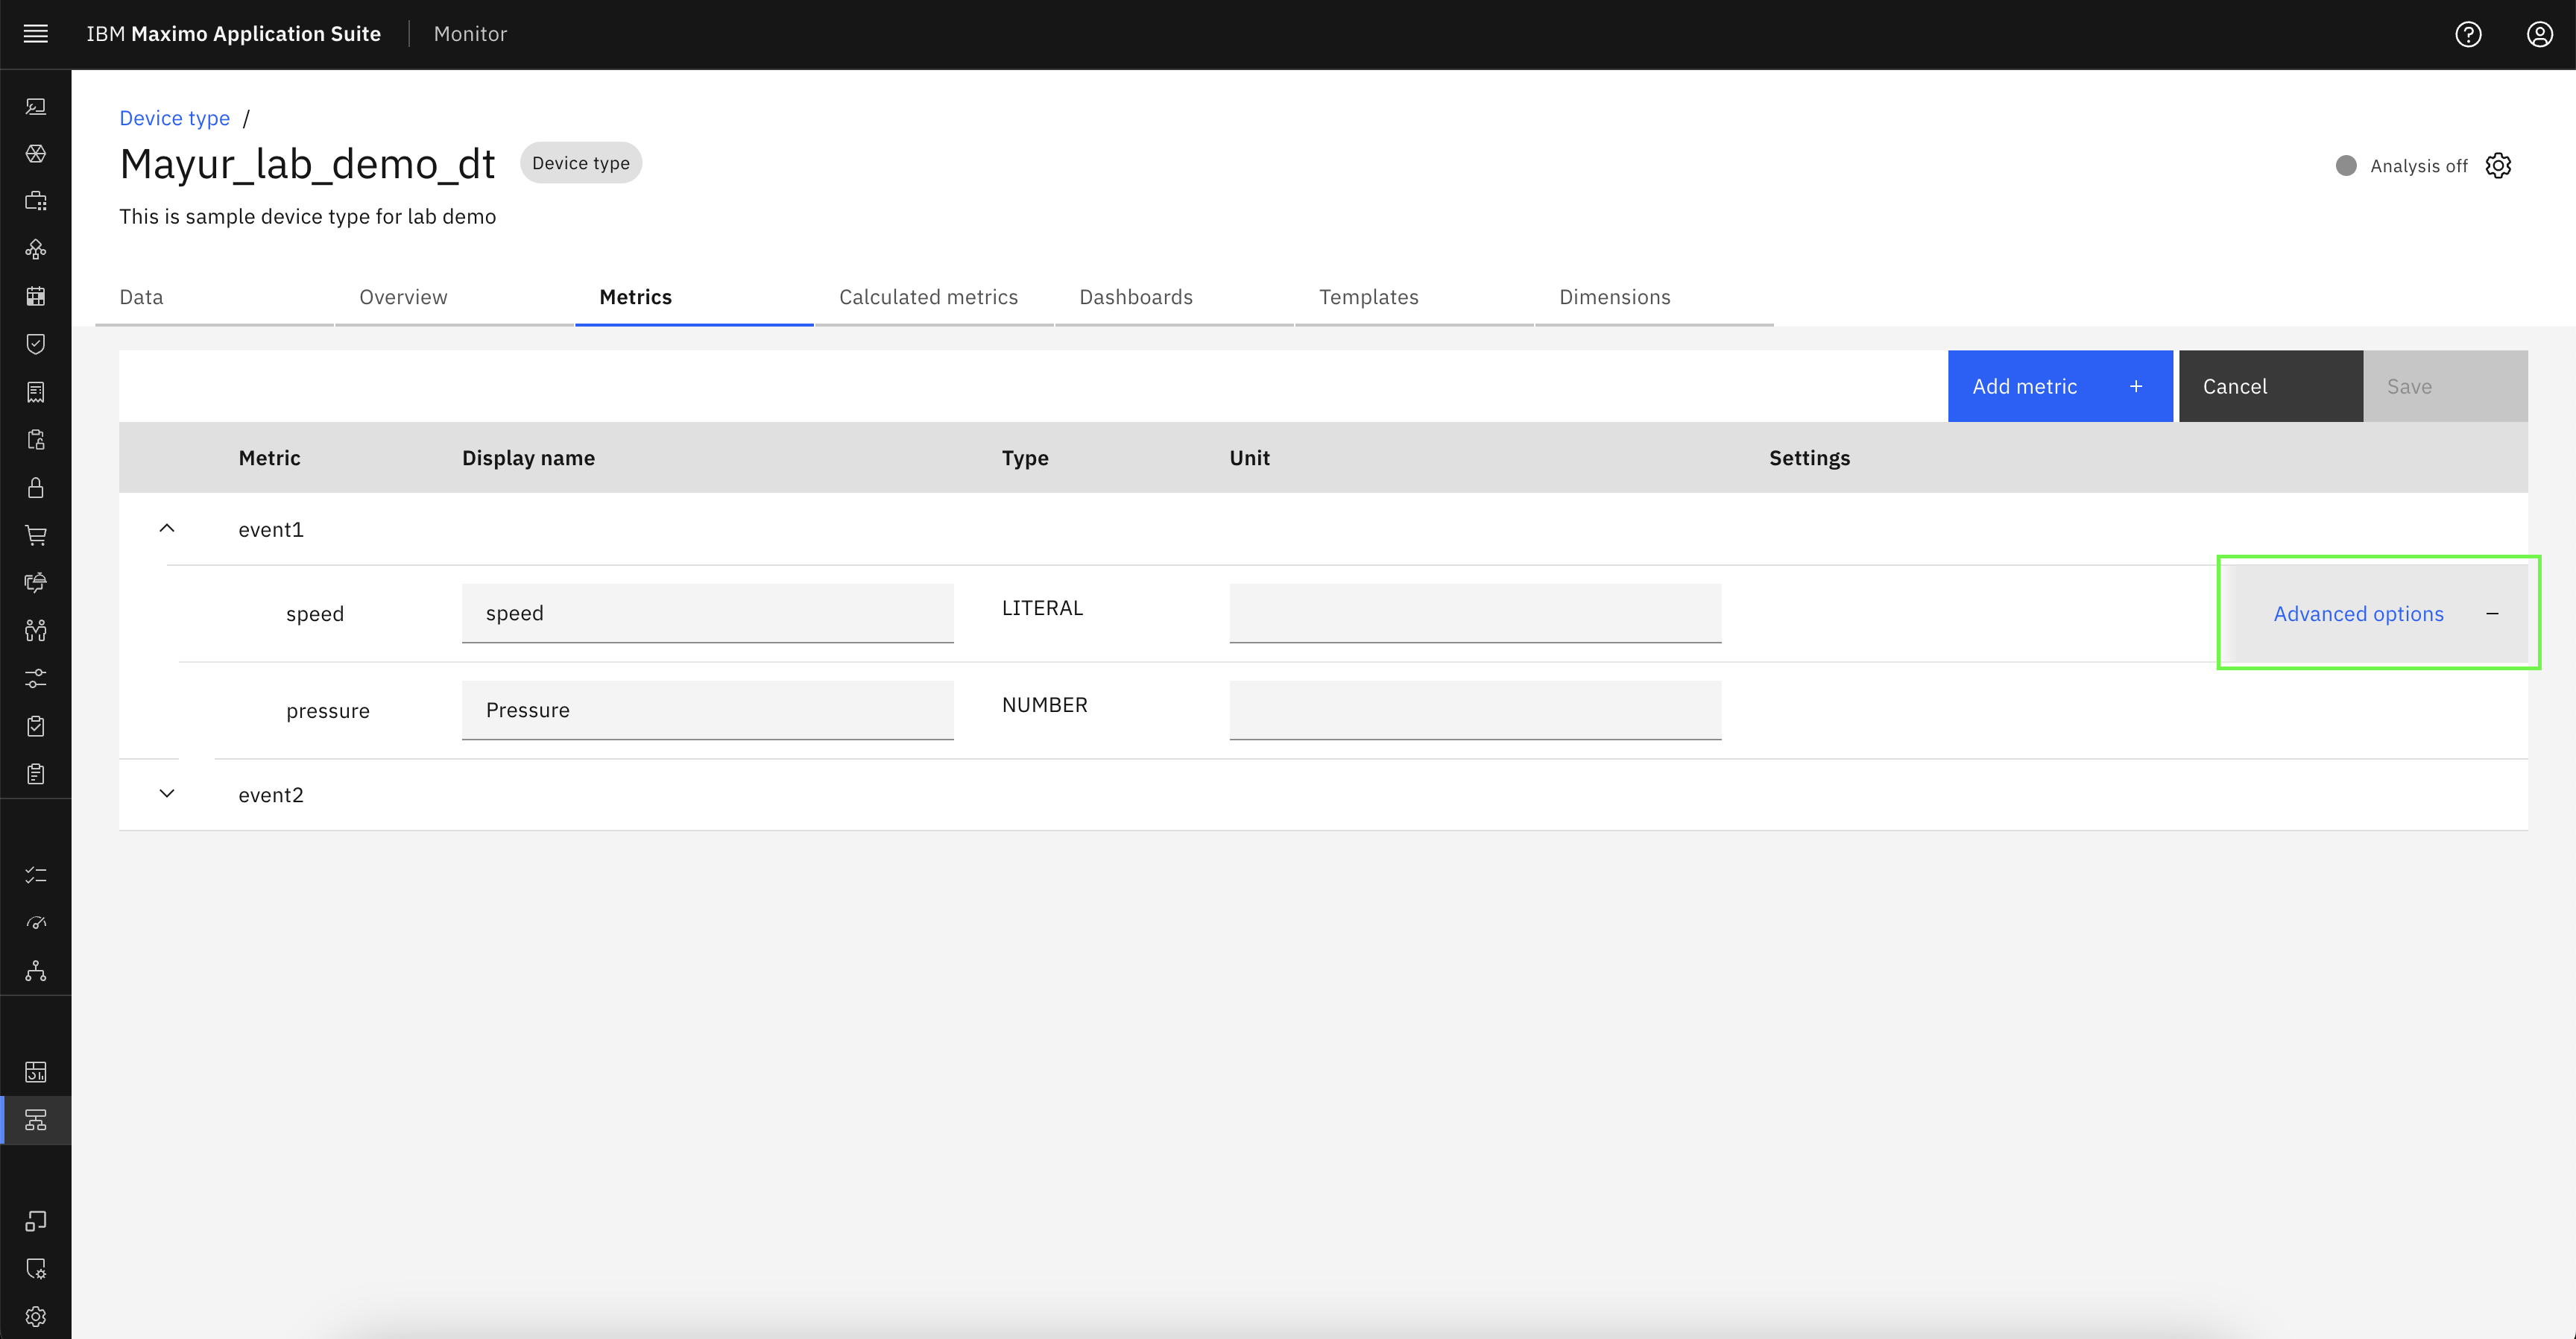 IBM Maximo Application Suite Monitor
Device type /
Mayur_lab_demo_dt Device type
Analysis off
This is sample device type for lab demo
Data Overview Metrics Calculated metrics Dashboards Templates Dimensions
Add metric + Cancel Save
Metric Display name Type Unit Settings
event1
speed speed LITERAL Advanced options −
pressure Pressure NUMBER
event2